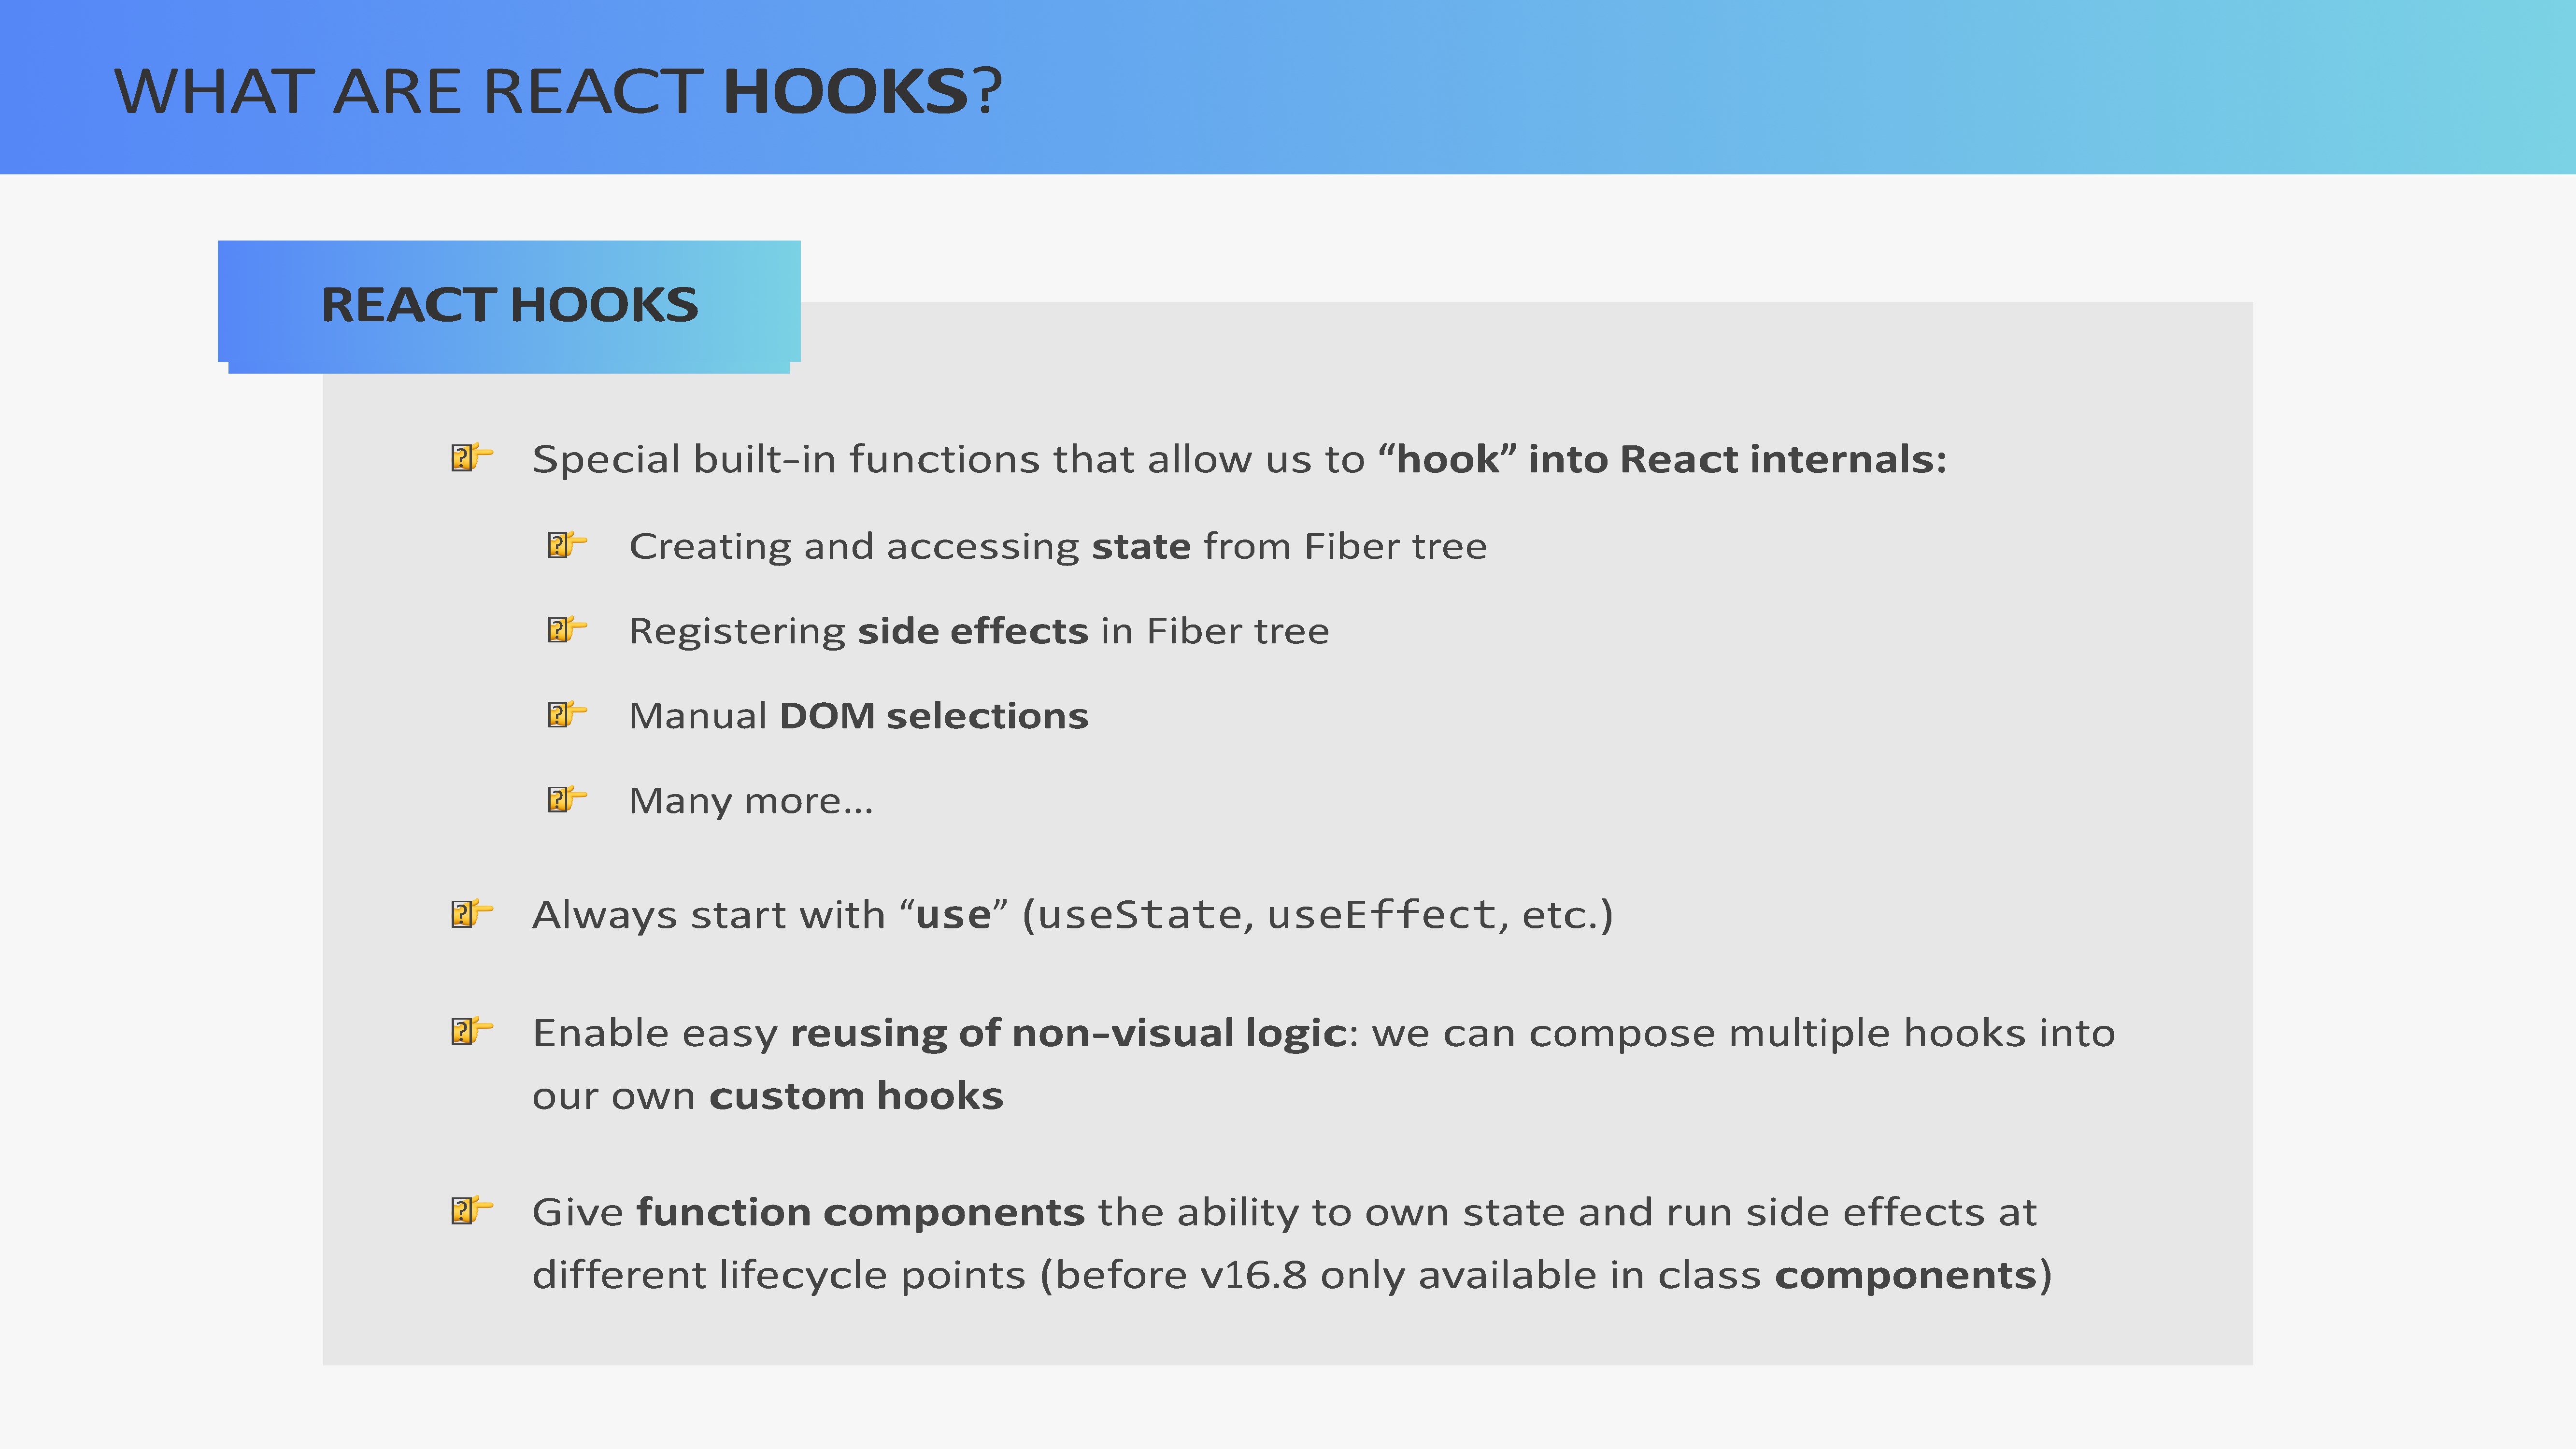 WHAT ARE REACT HOOKS?
REACT HOOKS
Special built-in functions that allow us to “hook” into React internals:
Creating and accessing state from Fiber tree
Registering side effects in Fiber tree
Manual DOM selections
Many more…
Always start with “use” (useState, useEffect, etc.)
Enable easy reusing of non-visual logic: we can compose multiple hooks into
our own custom hooks
Give function components the ability to own state and run side effects at
different lifecycle points (before v16.8 only available in class components)